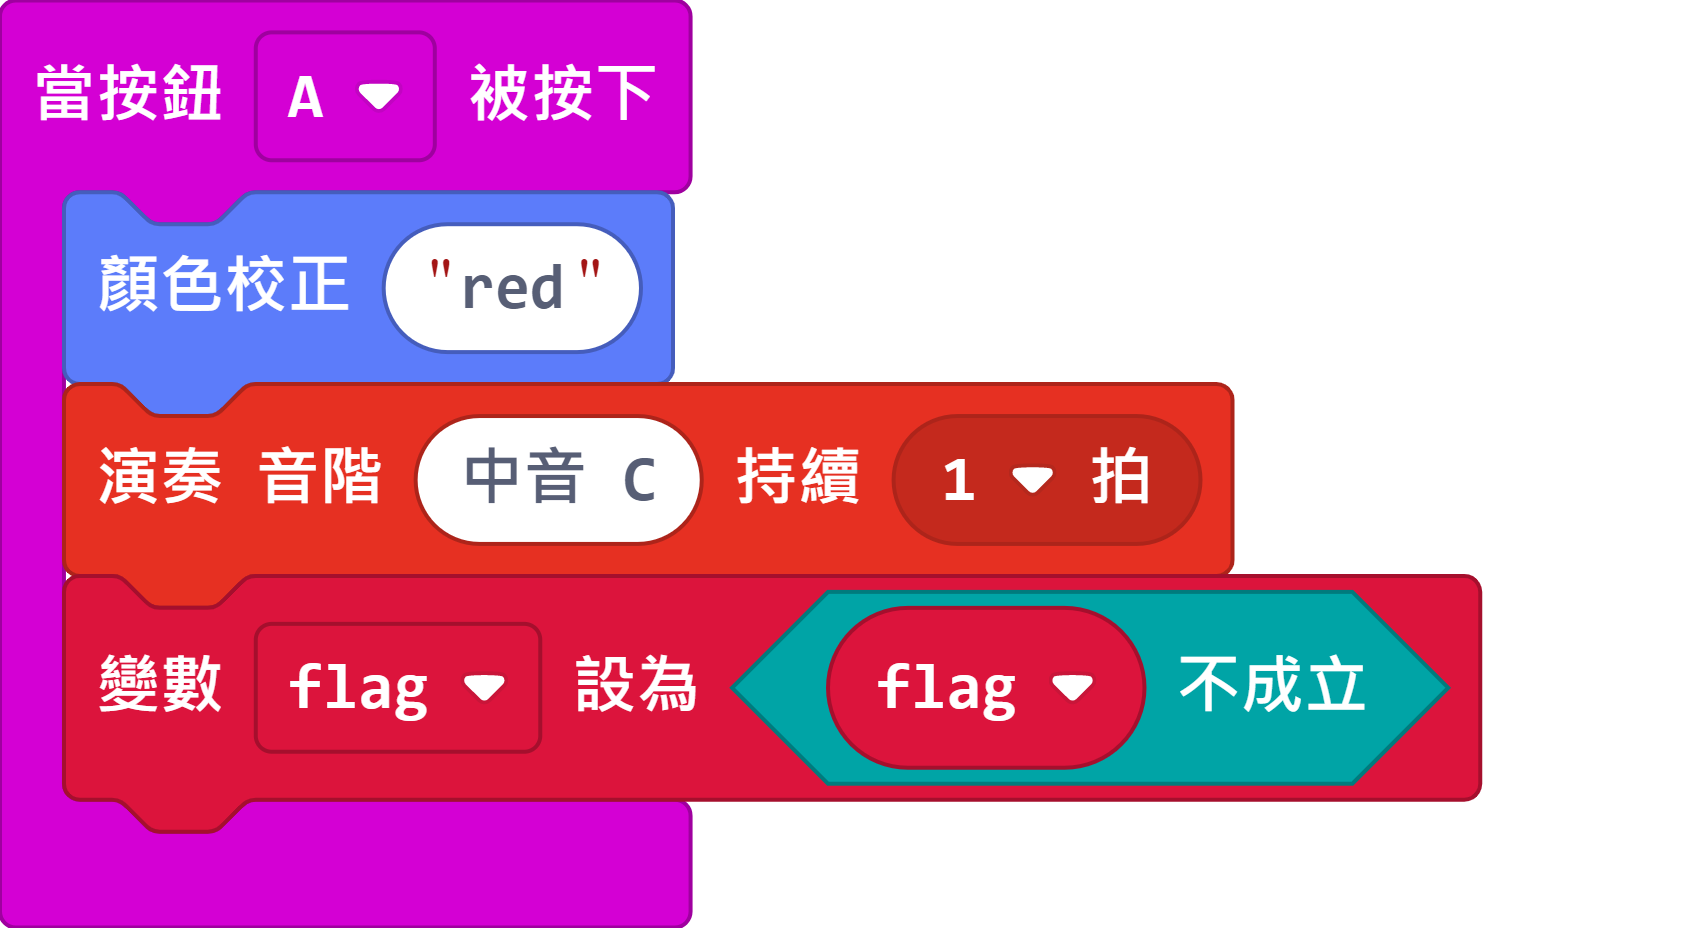 當按鈕 A 被按下
顏色校正 "red"
演奏 音階 中音 C 持續 1 拍
變數 flag 設為 flag 不成立